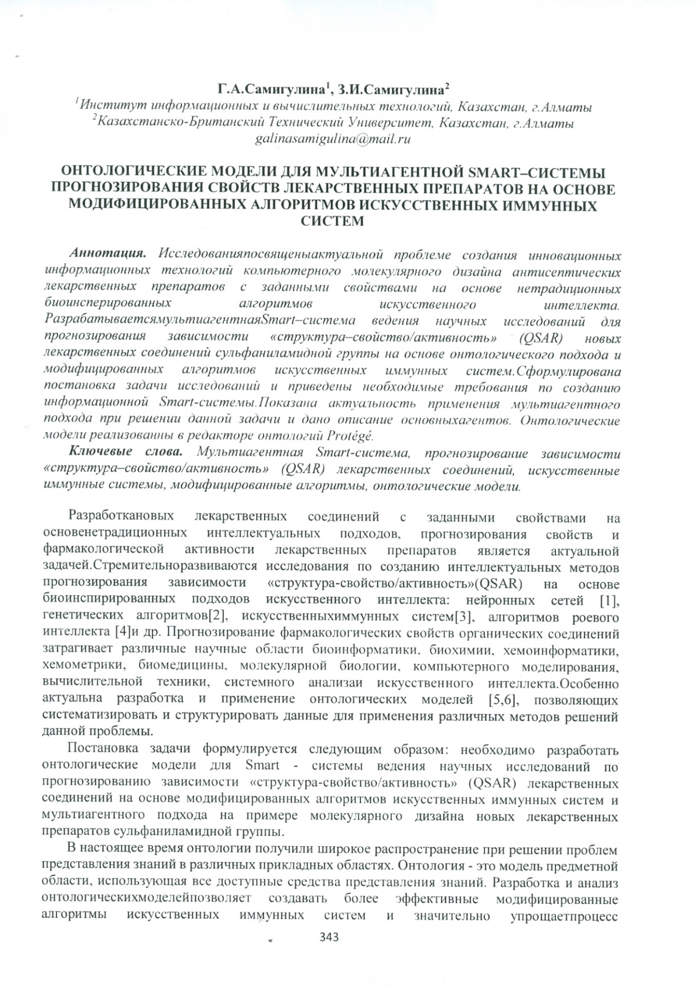 Г.А.Самигулина1, З.И.Самигулина2
1Институт информационных и вычислительных технологий, Казахстан, г.Алматы
2Казахстанско-Британский Технический Университет, Казахстан, г.Алматы
galinasamigulina@mail.ru
ОНТОЛОГИЧЕСКИЕ МОДЕЛИ ДЛЯ МУЛЬТИАГЕНТНОЙ SMART–СИСТЕМЫ
ПРОГНОЗИРОВАНИЯ СВОЙСТВ ЛЕКАРСТВЕННЫХ ПРЕПАРАТОВ НА ОСНОВЕ
МОДИФИЦИРОВАННЫХ АЛГОРИТМОВ ИСКУССТВЕННЫХ ИММУННЫХ
СИСТЕМ
Аннотация. Исследованияпосвященыактуальной проблеме создания инновационных
информационных технологий компьютерного молекулярного дизайна антисептических
лекарственных препаратов с заданными свойствами на основе нетрадиционных
биоинсперированных алгоритмов искусственного интеллекта.
РазрабатываетсямультиагентнаяSmart–система ведения научных исследований для
прогнозирования зависимости «структура–свойство/активность» (QSAR) новых
лекарственных соединений сульфаниламидной группы на основе онтологического подхода и
модифицированных алгоритмов искусственных иммунных систем.Сформулирована
постановка задачи исследований и приведены необходимые требования по созданию
информационной Smart-системы.Показана актуальность применения мультиагентного
подхода при решении данной задачи и дано описание основныхагентов. Онтологические
модели реализованны в редакторе онтологий Protégé.
Ключевые слова. Мультиагентная Smart-система, прогнозирование зависимости
«структура–свойство/активность» (QSAR) лекарственных соединений, искусственные
иммунные системы, модифицированные алгоритмы, онтологические модели.
Разработкановых лекарственных соединений с заданными свойствами на
основенетрадиционных интеллектуальных подходов, прогнозирования свойств и
фармакологической активности лекарственных препаратов является актуальной
задачей.Стремительноразвиваются исследования по созданию интеллектуальных методов
прогнозирования зависимости «структура-свойство/активность»(QSAR) на основе
биоинспирированных подходов искусственного интеллекта: нейронных сетей [1],
генетических алгоритмов[2], искусственныхиммунных систем[3], алгоритмов роевого
интеллекта [4]и др. Прогнозирование фармакологических свойств органических соединений
затрагивает различные научные области биоинформатики, биохимии, хемоинформатики,
хемометрики, биомедицины, молекулярной биологии, компьютерного моделирования,
вычислительной техники, системного анализаи искусственного интеллекта.Особенно
актуальна разработка и применение онтологических моделей [5,6], позволяющих
систематизировать и структурировать данные для применения различных методов решений
данной проблемы.
Постановка задачи формулируется следующим образом: необходимо разработать
онтологические модели для Smart - системы ведения научных исследований по
прогнозированию зависимости «структура-свойство/активность» (QSAR) лекарственных
соединений на основе модифицированных алгоритмов искусственных иммунных систем и
мультиагентного подхода на примере молекулярного дизайна новых лекарственных
препаратов сульфаниламидной группы.
В настоящее время онтологии получили широкое распространение при решении проблем
представления знаний в различных прикладных областях. Онтология - это модель предметной
области, использующая все доступные средства представления знаний. Разработка и анализ
онтологическихмоделейпозволяет создавать более эффективные модифицированные
алгоритмы искусственных иммунных систем и значительно упрощаетпроцесс
343